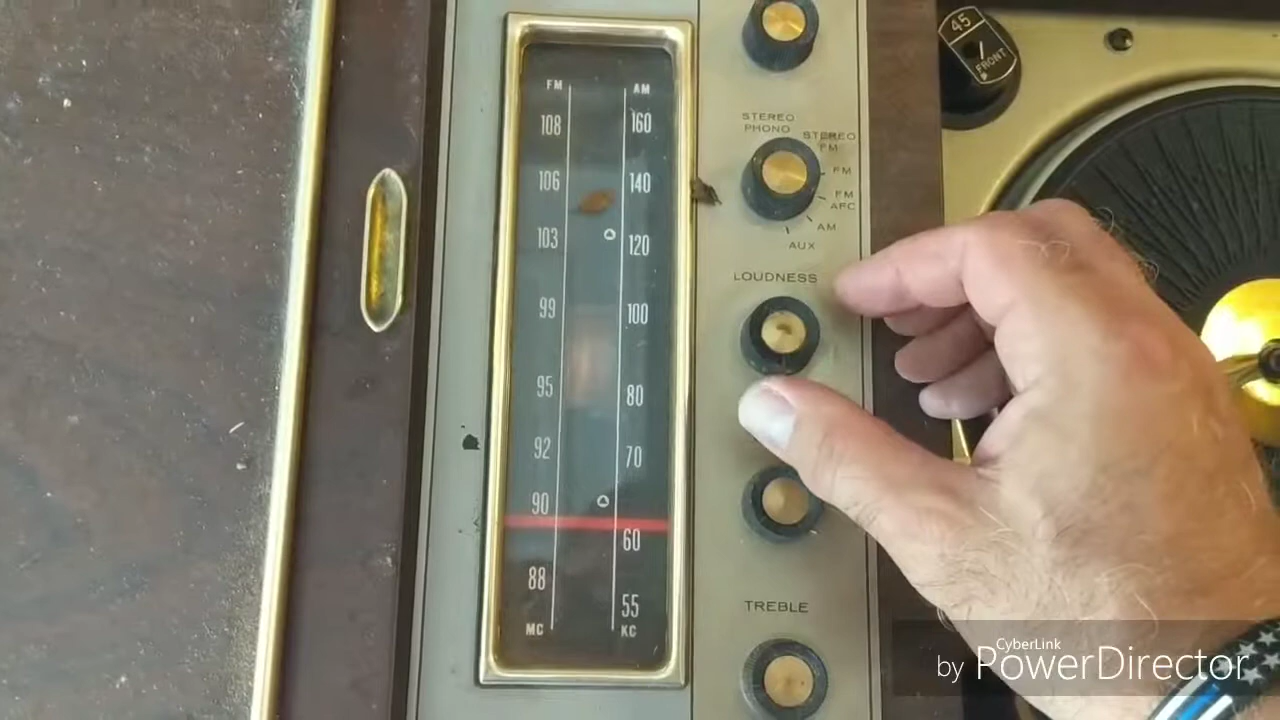 45
FRONT
FM AM
108 160
106 140
103 120
99 100
95 80
92 70
90 60
88 55
MC KC
STEREO
PHONO
STEREO
FM
FM
FM
AFC
AM
AUX
LOUDNESS
TREBLE
CyberLink
by PowerDirector